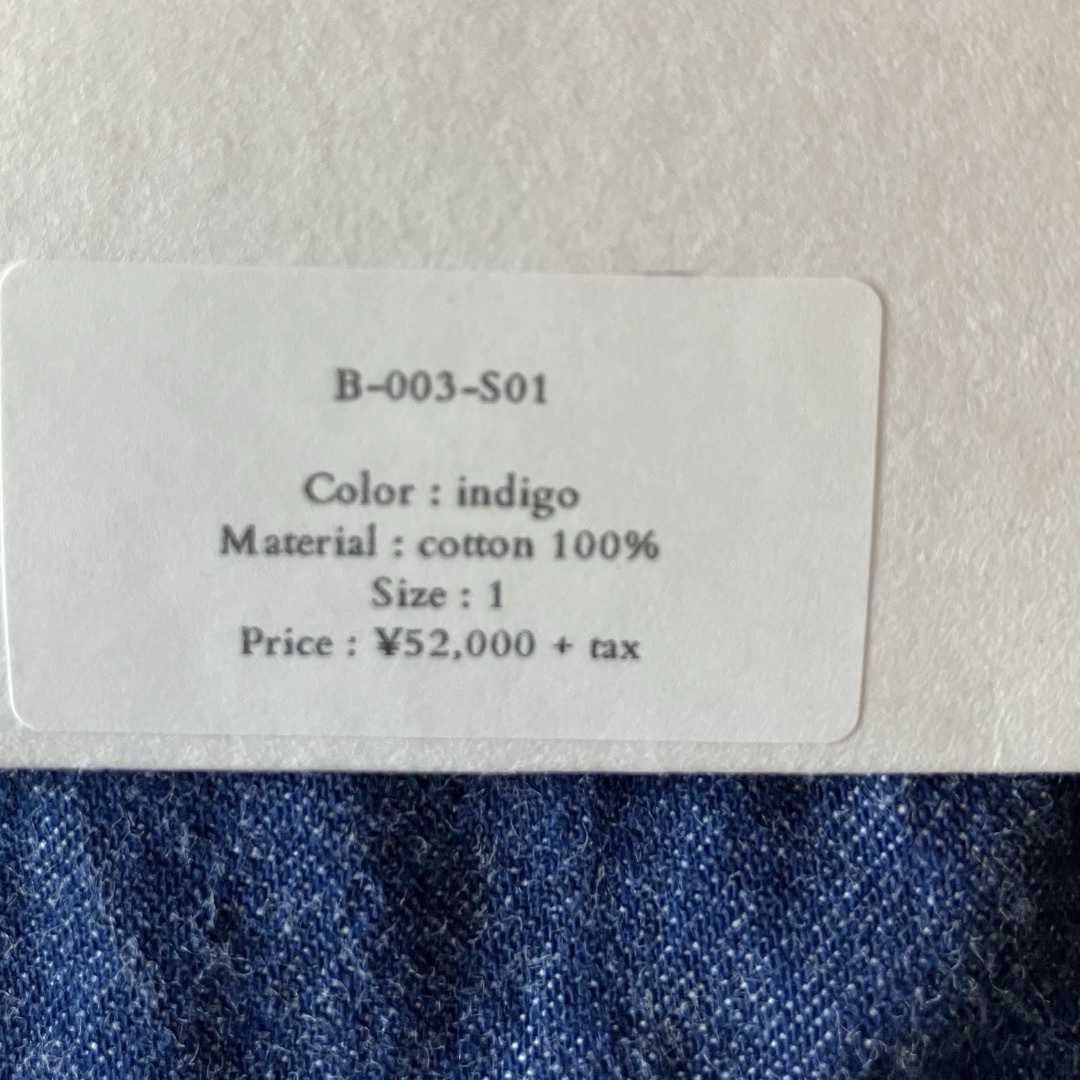 B-003-S01
Color : indigo
Material : cotton 100%
Size : 1
Price : ¥52,000 + tax